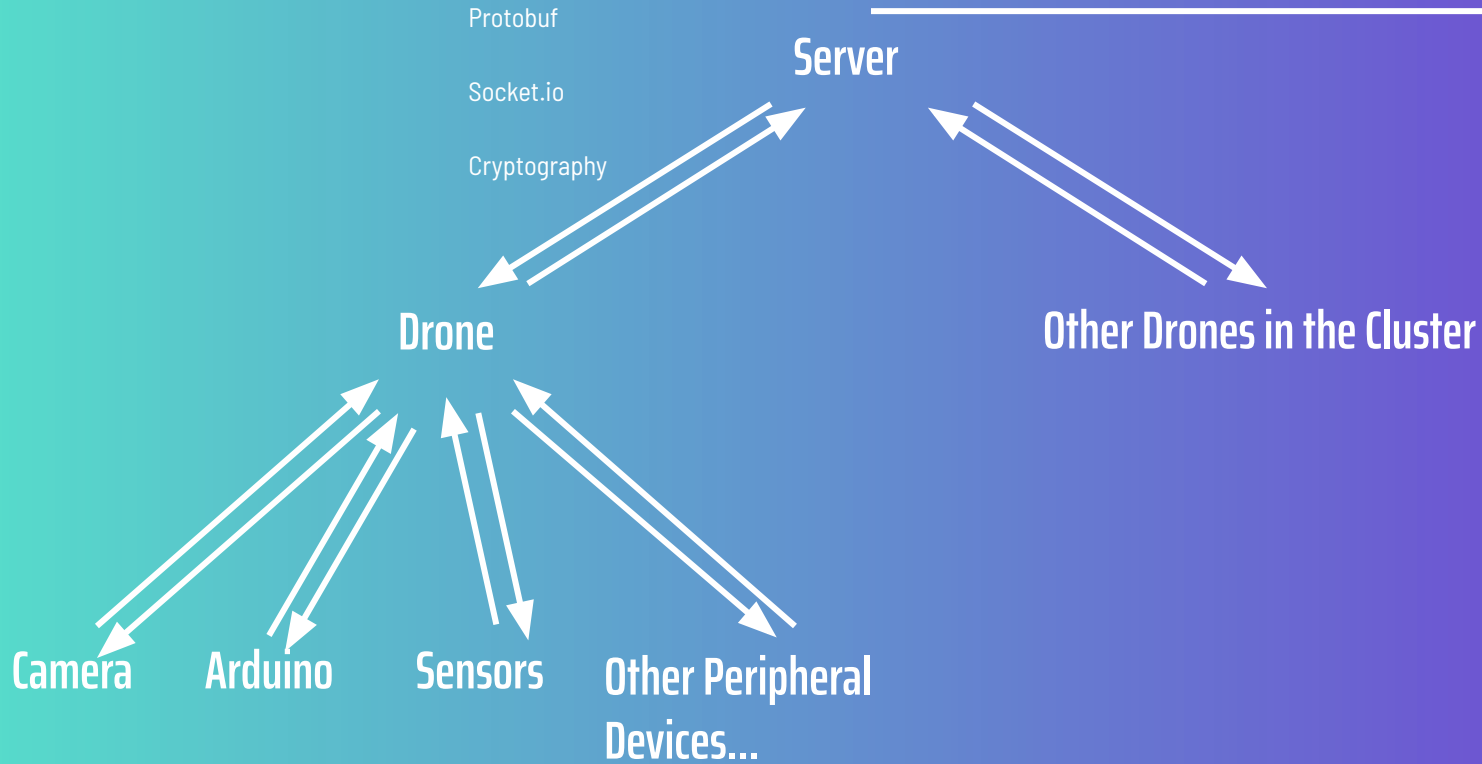 Protobuf
Server
Socket.io
Cryptography
Drone
Other Drones in the Cluster
Camera
Arduino
Sensors
Other Peripheral
Devices...